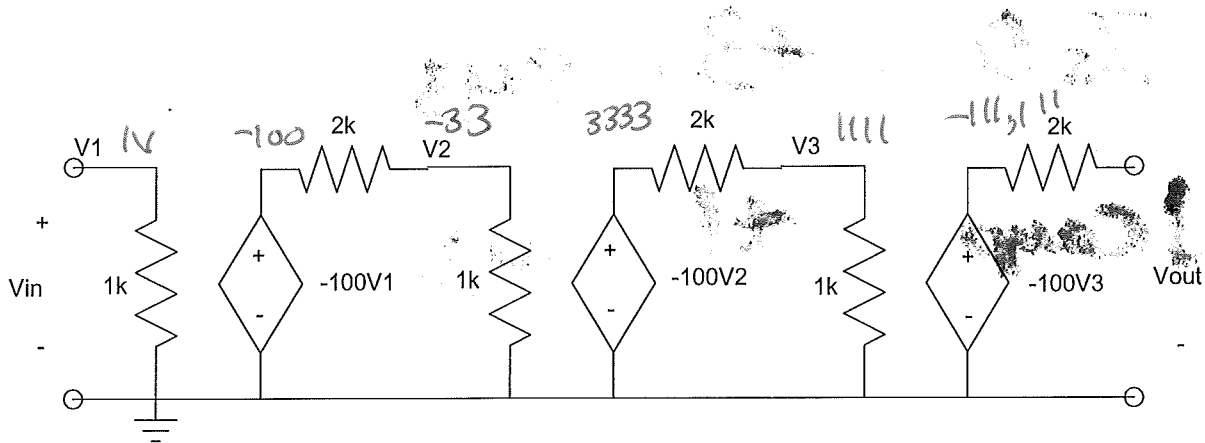 V1 1V -100 2k -33 V2 3333 2k V3 1111 -111,111 2k
+
Vin
-
1k
+
-
-100V1
1k
+
-
-100V2
1k
+
-
-100V3
Vout
-